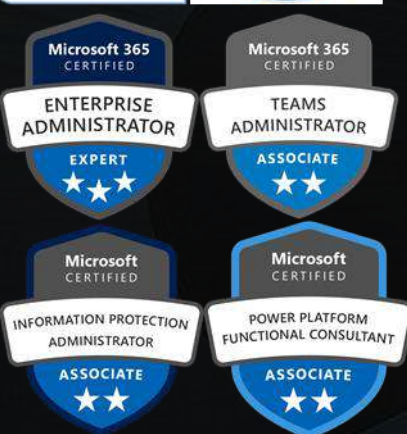 Microsoft 365
CERTIFIED
ENTERPRISE
ADMINISTRATOR
EXPERT
Microsoft 365
CERTIFIED
TEAMS
ADMINISTRATOR
ASSOCIATE
Microsoft
CERTIFIED
INFORMATION PROTECTION
ADMINISTRATOR
ASSOCIATE
Microsoft
CERTIFIED
POWER PLATFORM
FUNCTIONAL CONSULTANT
ASSOCIATE